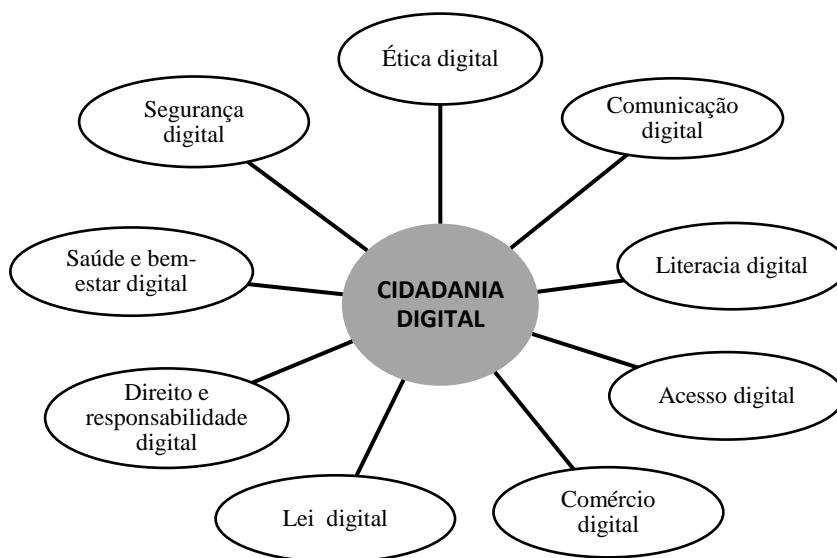 Ética digital
Segurança
digital
Comunicação
digital
Saúde e bem-
estar digital
Literacia digital
CIDADANIA
DIGITAL
Direito e
responsabilidade
digital
Acesso digital
Lei digital
Comércio
digital